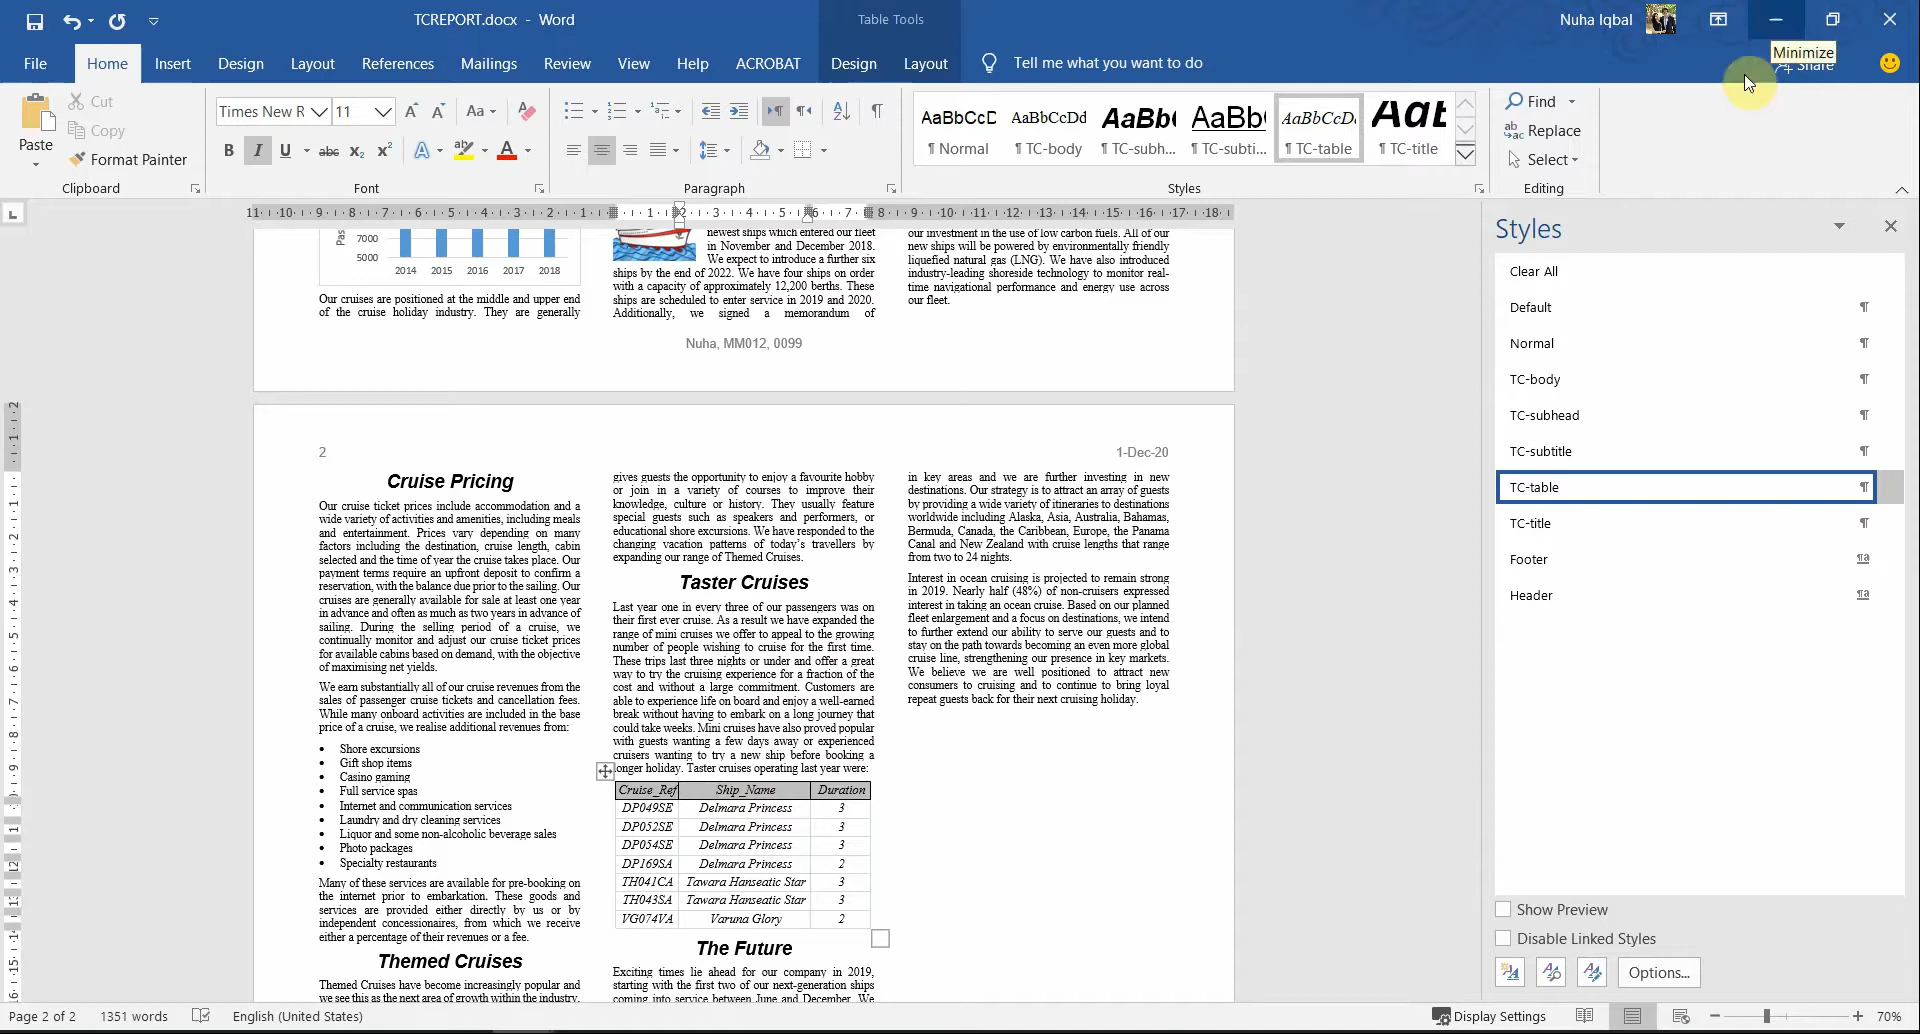 TCREPORT.docx - Word
Table Tools
Nuha Iqbal
Minimize
File
Home
Insert
Design
Layout
References
Mailings
Review
View
Help
ACROBAT
Design
Layout
Tell me what you want to do
Share
Paste
Cut
Copy
Format Painter
Clipboard
Times New R
11
Aa
B I U abc X₂ X²
Font
Paragraph
AaBbCcD
¶ Normal
AaBbCcDd
¶ TC-body
¶ TC-subh...
¶ TC-subti...
¶ TC-table
¶ TC-title
Styles
Find
Replace
Select
Editing
7000
5000
2014 2015 2016 2017 2018
Our cruises are positioned at the middle and upper end
of the cruise holiday industry. They are generally
newest ships which entered our fleet
in November and December 2018.
We expect to introduce a further six
ships by the end of 2022. We have four ships on order
with a capacity of approximately 12,200 berths. These
ships are scheduled to enter service in 2019 and 2020.
Additionally, we signed a memorandum of
our investment in the use of low carbon fuels. All of our
new ships will be powered by environmentally friendly
liquefied natural gas (LNG). We have also introduced
industry-leading shoreside technology to monitor real-
time navigational performance and energy use across
our fleet.
Nuha, MM012, 0099
2
1-Dec-20
Cruise Pricing
Our cruise ticket prices include accommodation and a
wide variety of activities and amenities, including meals
and entertainment. Prices vary depending on many
factors including the destination, cruise length, cabin
selected and the time of year the cruise takes place. Our
payment terms require an upfront deposit to confirm a
reservation, with the balance due prior to the sailing. Our
cruises are generally available for sale at least one year
in advance and often as much as two years in advance of
sailing. During the selling period of a cruise, we
continually monitor and adjust our cruise ticket prices
for available cabins based on demand, with the objective
of maximising net yields.
We earn substantially all of our cruise revenues from the
sales of passenger cruise tickets and cancellation fees.
While many onboard activities are included in the base
price of a cruise, we realise additional revenues from:
• Shore excursions
• Gift shop items
• Casino gaming
• Full service spas
• Internet and communication services
• Laundry and dry cleaning services
• Liquor and some non-alcoholic beverage sales
• Photo packages
• Specialty restaurants
Many of these services are available for pre-booking on
the internet prior to embarkation. These goods and
services are provided either directly by us or by
independent concessionaires, from which we receive
either a percentage of their revenues or a fee.
Themed Cruises
Themed Cruises have become increasingly popular and
we see this as the next area of growth within the industry.
gives guests the opportunity to enjoy a favourite hobby
or join in a variety of courses to improve their
knowledge, culture or history. They usually feature
special guests such as speakers and performers, or
educational shore excursions. We have responded to the
changing vacation patterns of today's travellers by
expanding our range of Themed Cruises.
Taster Cruises
Last year one in every three of our passengers was on
their first ever cruise. As a result we have expanded the
range of mini cruises we offer to appeal to the growing
number of people wishing to cruise for the first time.
These trips last three nights or under and offer a great
way to try the cruising experience for a fraction of the
cost and without a large commitment. Customers are
able to experience life on board and enjoy a well-earned
break without having to embark on a long journey that
could take weeks. Mini cruises have also proved popular
with guests wanting a few days away or experienced
cruisers wanting to try a new ship before booking a
longer holiday. Taster cruises operating last year were:
Cruise_Ref Ship_Name Duration
DP049SE Delmara Princess 3
DP052SE Delmara Princess 3
DP054SE Delmara Princess 3
DP169SA Delmara Princess 2
TH041CA Tawara Hanseatic Star 3
TH043SA Tawara Hanseatic Star 3
VG074VA Varuna Glory 2
The Future
Exciting times lie ahead for our company in 2019,
starting with the first two of our next-generation ships
coming into service between June and December. We
in key areas and we are further investing in new
destinations. Our strategy is to attract an array of guests
by providing a wide variety of itineraries to destinations
worldwide including Alaska, Asia, Australia, Bahamas,
Bermuda, Canada, the Caribbean, Europe, the Panama
Canal and New Zealand with cruise lengths that range
from two to 24 nights.
Interest in ocean cruising is projected to remain strong
in 2019. Nearly half (48%) of non-cruisers expressed
interest in taking an ocean cruise. Based on our planned
fleet enlargement and a focus on destinations, we intend
to further extend our ability to serve our guests and to
stay on the path towards becoming an even more global
cruise line, strengthening our presence in key markets.
We believe we are well positioned to attract new
consumers to cruising and to continue to bring loyal
repeat guests back for their next cruising holiday.
Styles
Clear All
Default
Normal
TC-body
TC-subhead
TC-subtitle
TC-table
TC-title
Footer
Header
Show Preview
Disable Linked Styles
Options...
Page 2 of 2
1351 words
English (United States)
Display Settings
70%